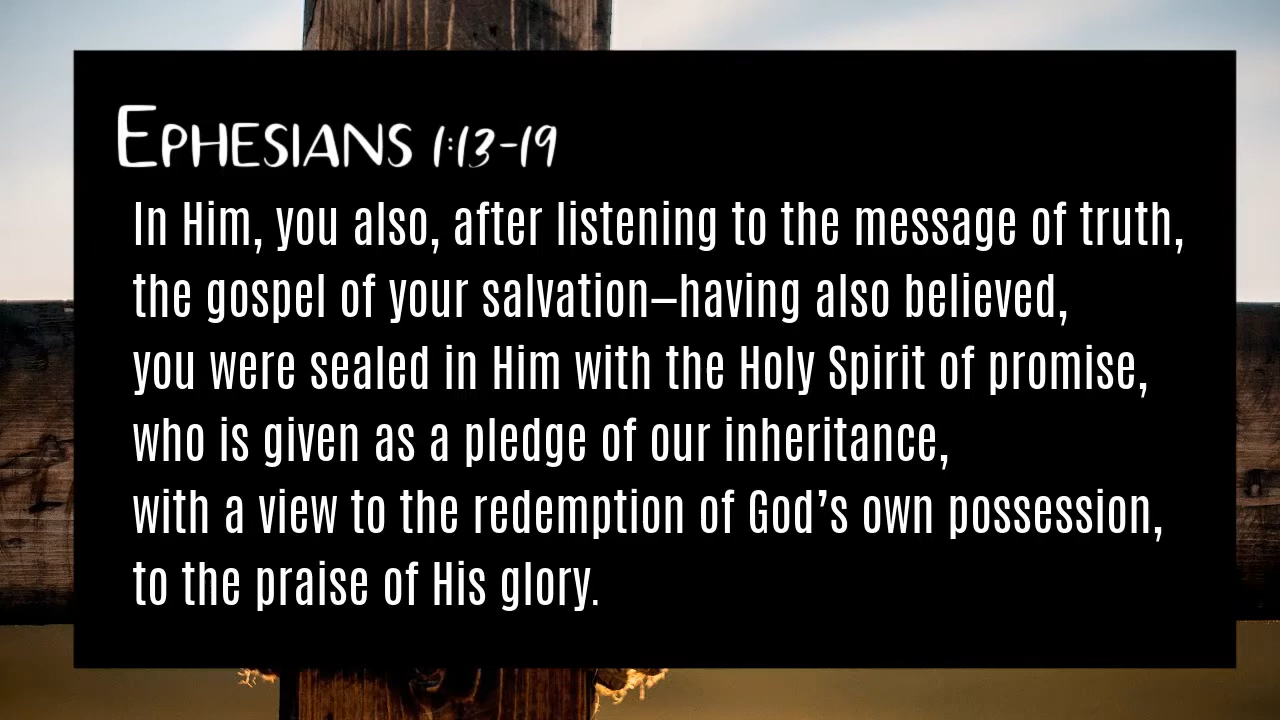 Ephesians 1:13-19
In Him, you also, after listening to the message of truth,
the gospel of your salvation—having also believed,
you were sealed in Him with the Holy Spirit of promise,
who is given as a pledge of our inheritance,
with a view to the redemption of God’s own possession,
to the praise of His glory.